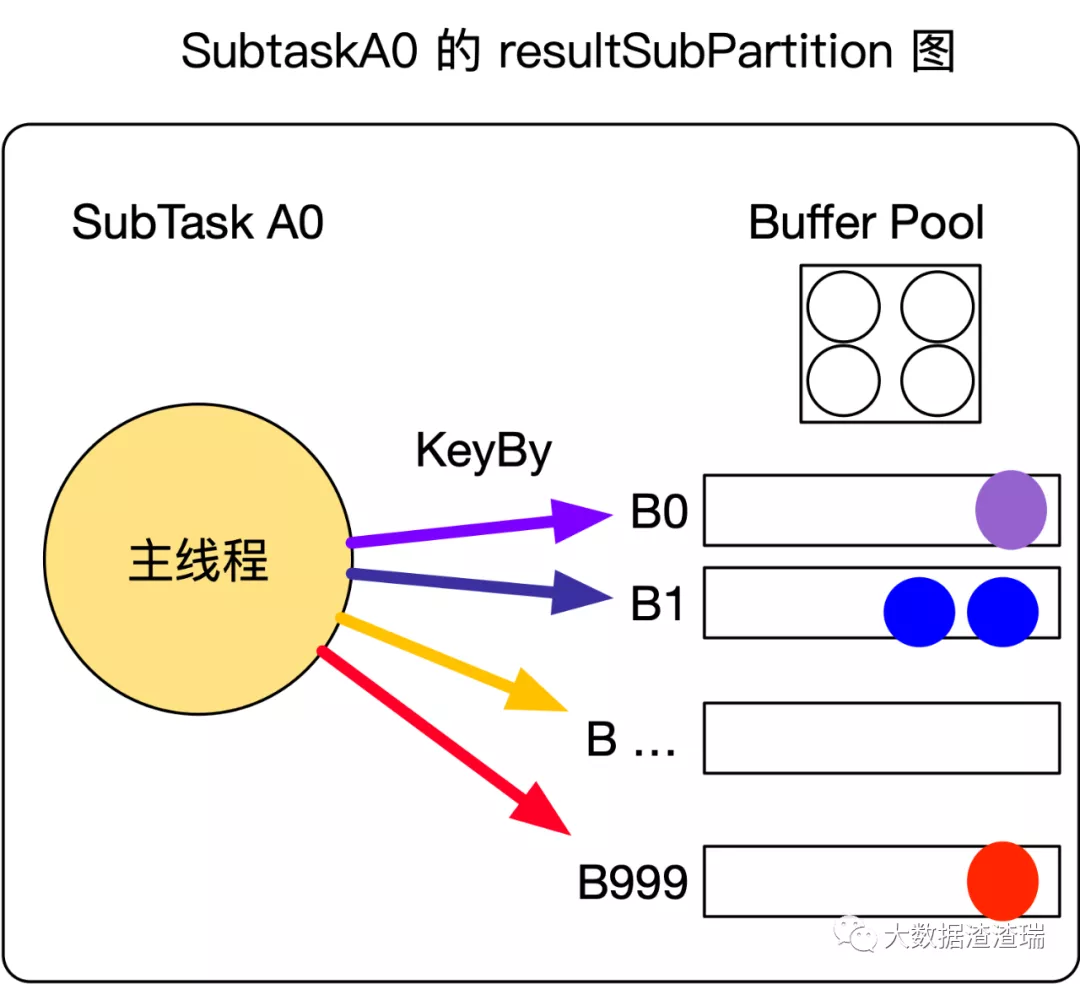 SubtaskA0 的 resultSubPartition 图
SubTask A0
Buffer Pool
KeyBy
主线程
B0
B1
B ...
B999
大数据渣渣瑞